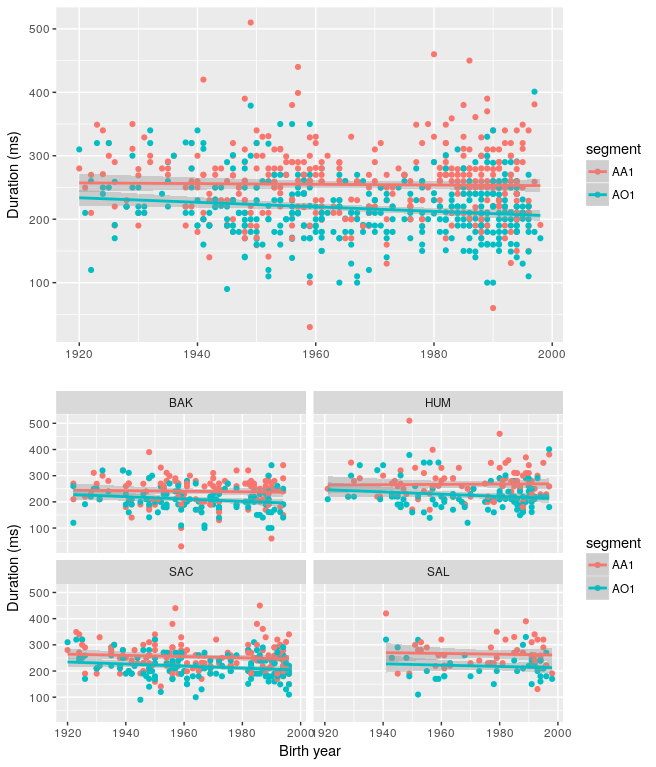 500
400
300
200
100
Duration (ms)
1920 1940 1960 1980 2000
segment
AA1
AO1
BAK HUM
500
400
300
200
100
SAC SAL
500
400
300
200
100
Duration (ms)
1920 1940 1960 1980 2000 1920 1940 1960 1980 2000
Birth year
segment
AA1
AO1